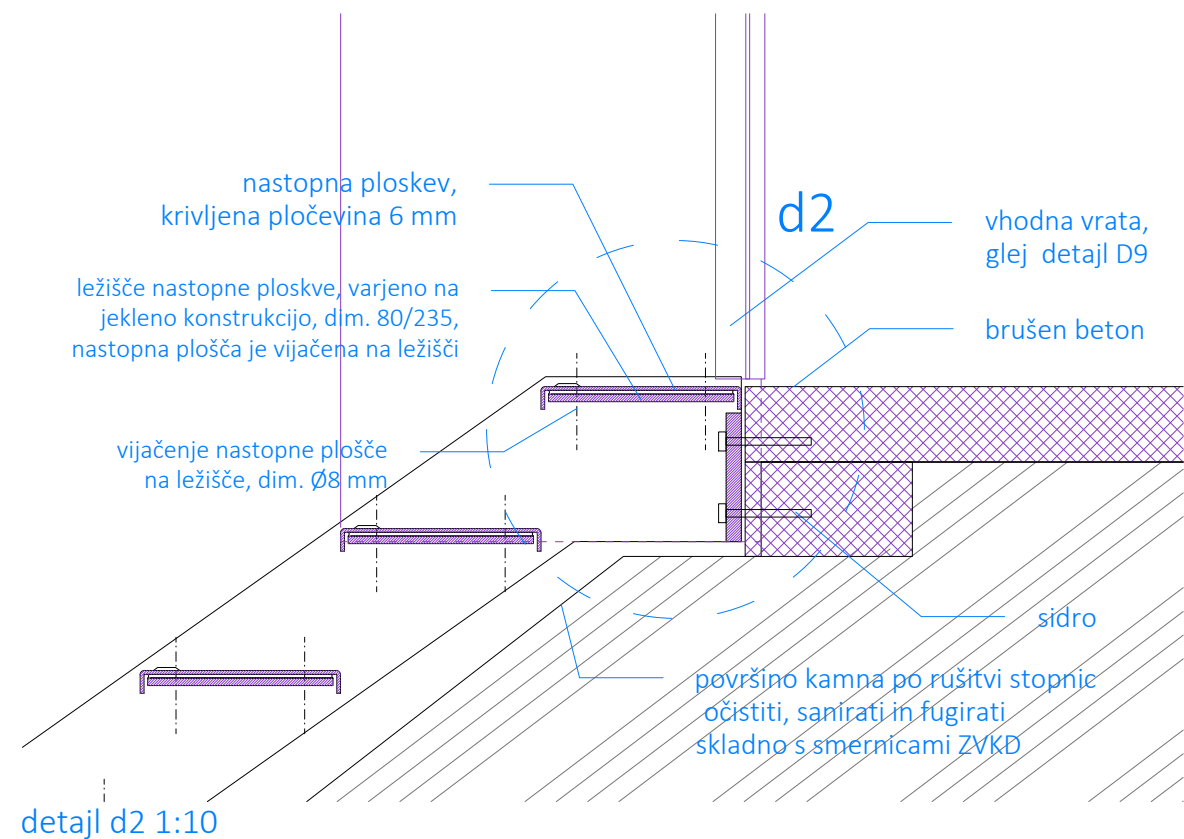 nastopna ploskev,
krivljena pločevina 6 mm
d2
vhodna vrata,
glej detajl D9
ležišče nastopne ploskve, varjeno na
jekleno konstrukcijo, dim. 80/235,
nastopna plošča je vijačena na ležišči
brušen beton
vijačenje nastopne plošče
na ležišče, dim. Ø8 mm
sidro
površino kamna po rušitvi stopnic
očistiti, sanirati in fugirati
skladno s smernicami ZVKD
detajl d2 1:10